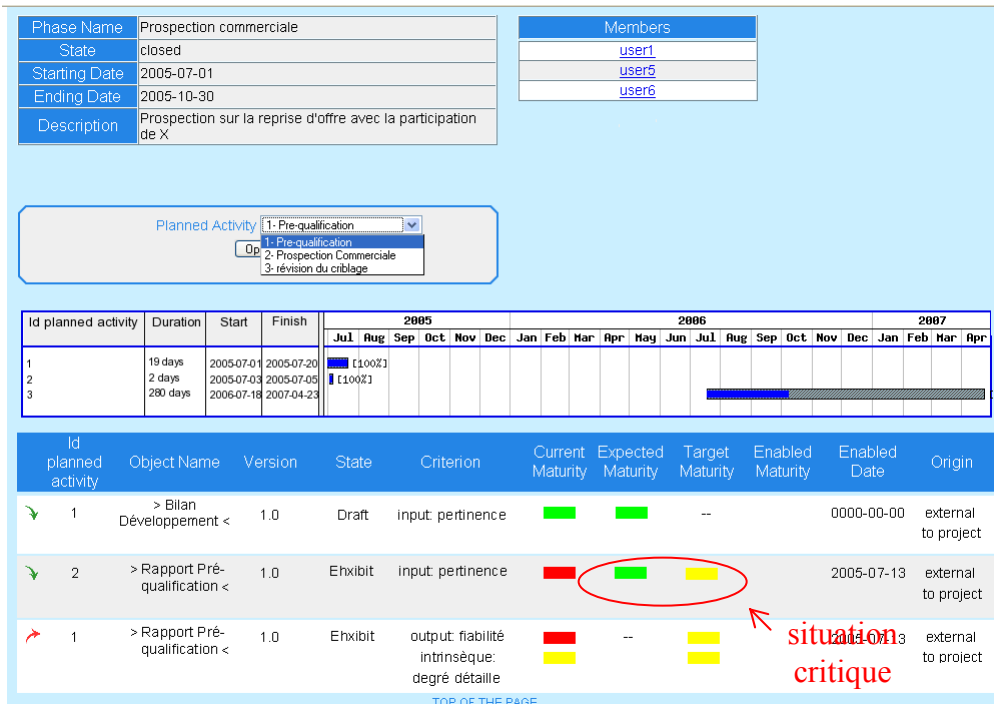 Phase Name Prospection commerciale
State closed
Starting Date 2005-07-01
Ending Date 2005-10-30
Description Prospection sur la reprise d'offre avec la participation
de X
Members
user1
user5
user6
Planned Activity 1- Pre-qualification
Op
1- Pre-qualification
2- Prospection Commerciale
3- révision du criblage
Id planned activity Duration Start Finish 2005 2006 2007
Jul Aug Sep Oct Nov Dec Jan Feb Mar Apr May Jun Jul Aug Sep Oct Nov Dec Jan Feb Mar Apr
1 19 days 2005-07-01 2005-07-20 [100%]
2 2 days 2005-07-03 2005-07-05 [100%]
3 280 days 2006-07-18 2007-04-23
Id
planned
activity
Object Name
Version
State
Criterion
Current
Maturity
Expected
Maturity
Target
Maturity
Enabled
Maturity
Enabled
Date
Origin
1 > Bilan
Développement < 1.0 Draft input: pertinence -- 0000-00-00 external
to project
2 > Rapport Pré-
qualification < 1.0 Ehxibit input: pertinence 2005-07-13 external
to project
1 > Rapport Pré-
qualification < 1.0 Ehxibit output: fiabilité
intrinsèque:
degré détaille
-- 2005-07-13 external
to project
situation
critique
TOP OF THE PAGE